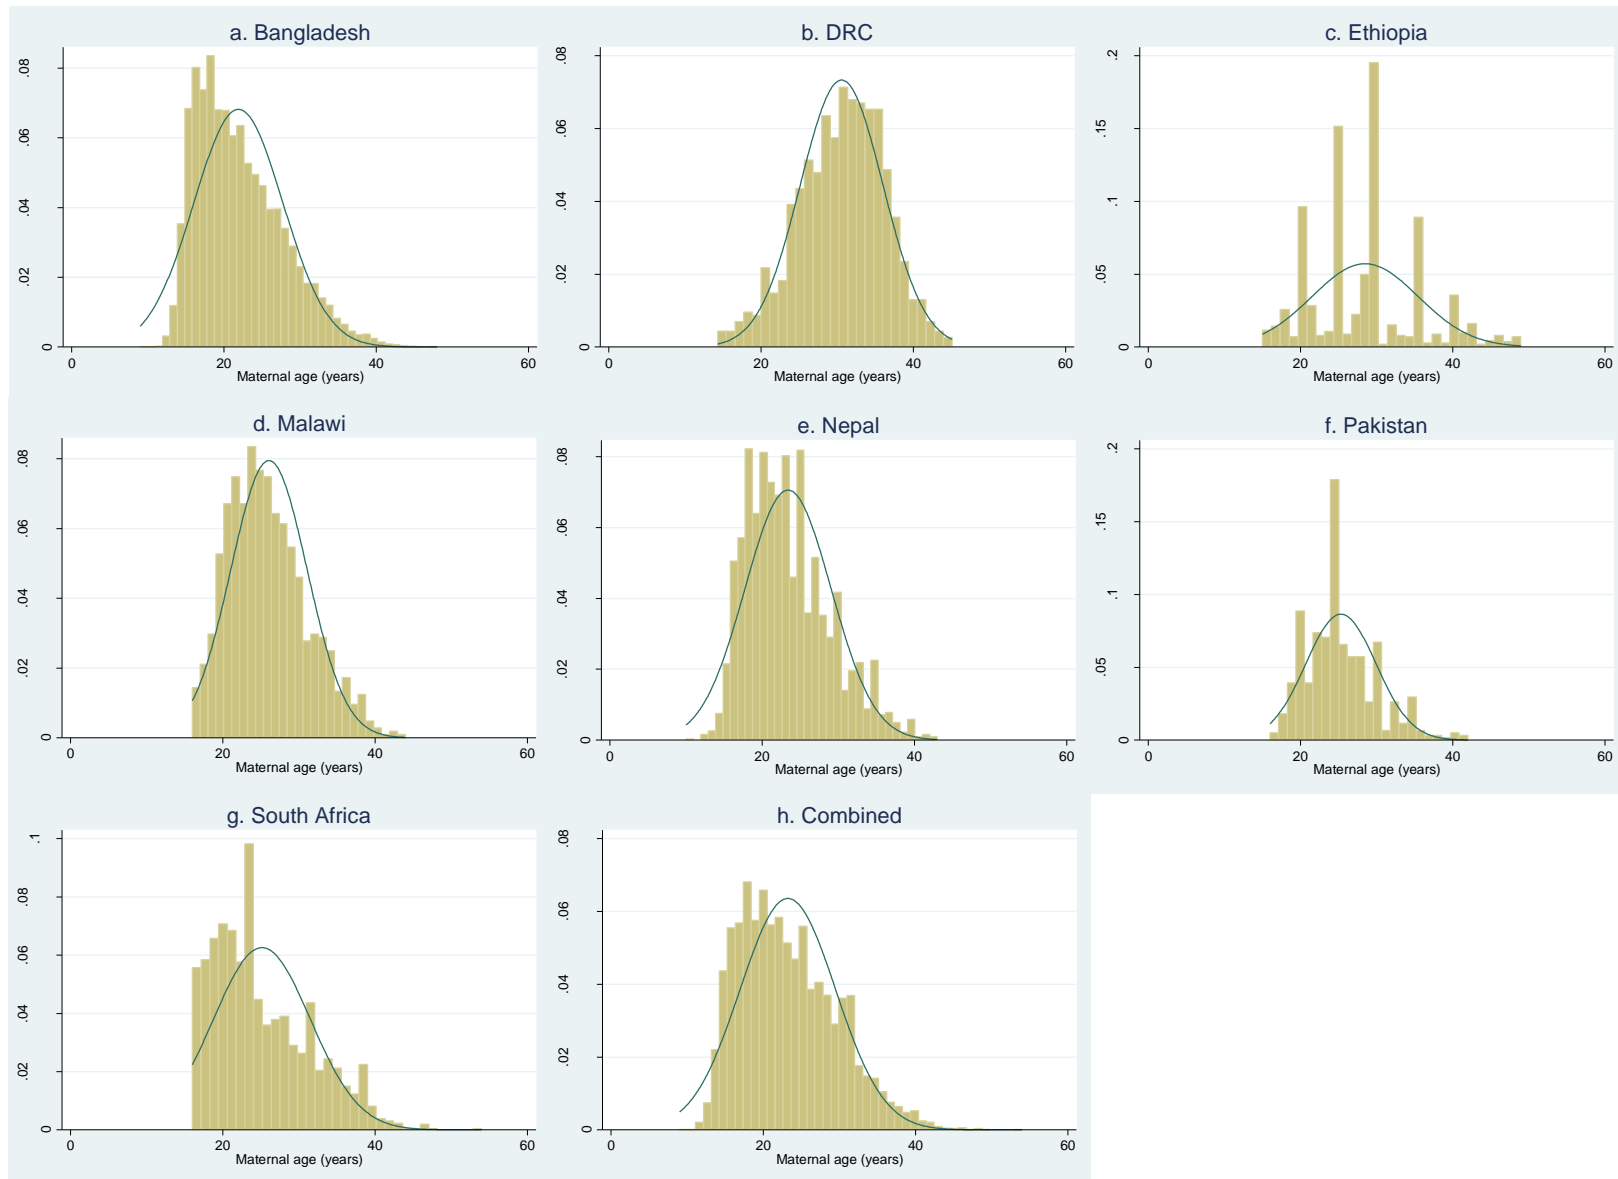 a. Bangladesh
0 .02 .04 .06 .08
0 20 40 60
Maternal age (years)
b. DRC
0 .02 .04 .06 .08
0 20 40 60
Maternal age (years)
c. Ethiopia
0 .05 .1 .15 .2
0 20 40 60
Maternal age (years)
d. Malawi
0 .02 .04 .06 .08
0 20 40 60
Maternal age (years)
e. Nepal
0 .02 .04 .06 .08
0 20 40 60
Maternal age (years)
f. Pakistan
0 .05 .1 .15 .2
0 20 40 60
Maternal age (years)
g. South Africa
0 .02 .04 .06 .08 .1
0 20 40 60
Maternal age (years)
h. Combined
0 .02 .04 .06 .08
0 20 40 60
Maternal age (years)